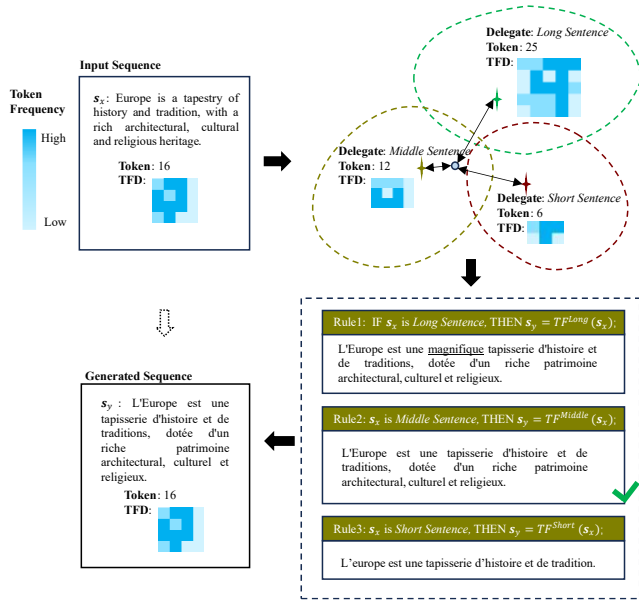 Token
Frequency
High
Low
Input Sequence
s_x: Europe is a tapestry of
history and tradition, with a
rich architectural, cultural
and religious heritage.
Token: 16
TFD:
Delegate: Long Sentence
Token: 25
TFD:
Delegate: Middle Sentence
Token: 12
TFD:
Delegate: Short Sentence
Token: 6
TFD:
Rule1: IF s_x is Long Sentence, THEN s_y = TF^Long (s_x);
L'Europe est une magnifique tapisserie d'histoire et
de traditions, dotée d'un riche patrimoine
architectural, culturel et religieux.
Rule2: s_x is Middle Sentence, THEN s_y = TF^Middle (s_x);
L'Europe est une tapisserie d'histoire et de
traditions, dotée d'un riche patrimoine
architectural, culturel et religieux.
Rule3: s_x is Short Sentence, THEN s_y = TF^Short (s_x);
L'europe est une tapisserie d'histoire et de tradition.
Generated Sequence
s_y : L'Europe est une
tapisserie d'histoire et de
traditions, dotée d'un
riche patrimoine
architectural, culturel et
religieux.
Token: 16
TFD: